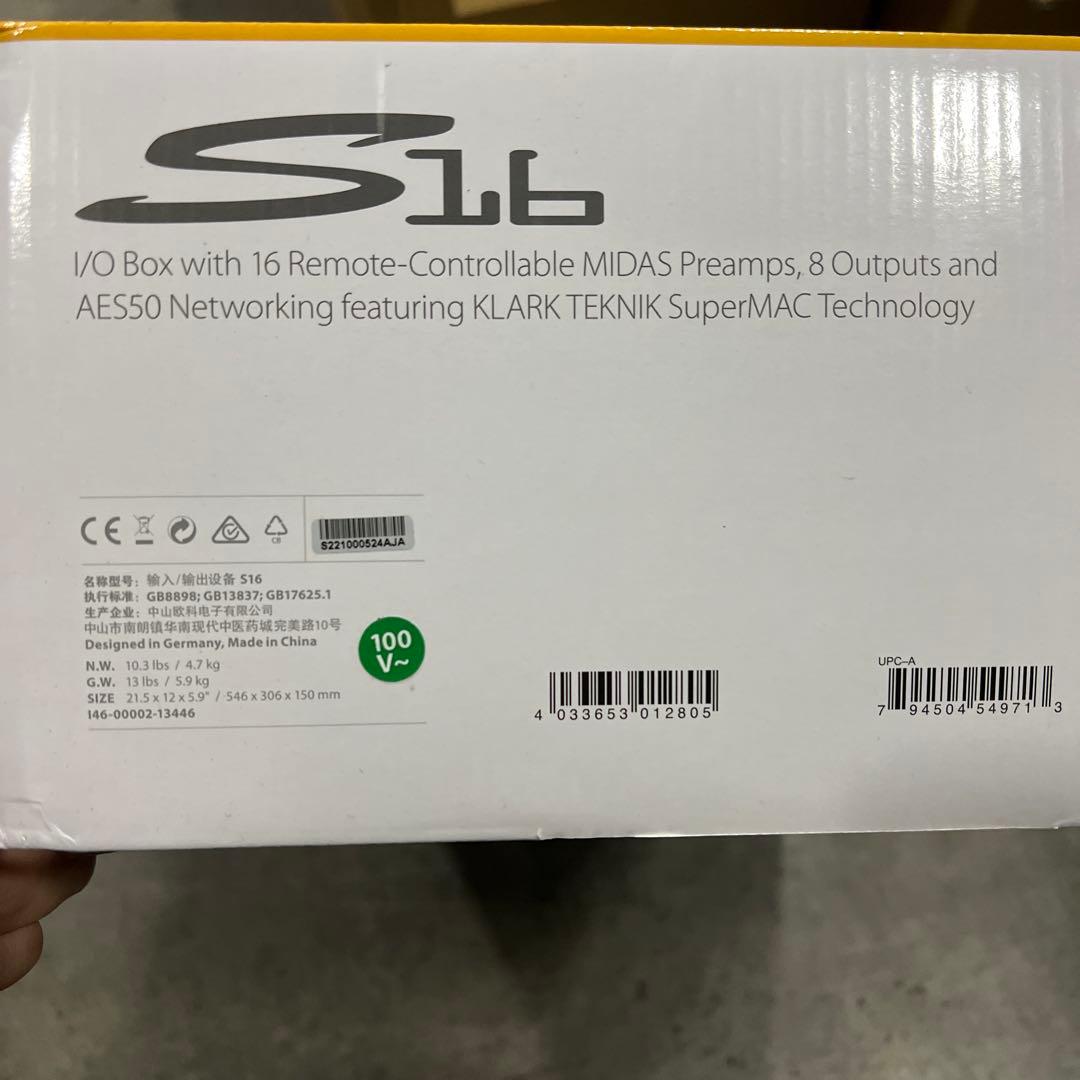 S16
I/O Box with 16 Remote-Controllable MIDAS Preamps, 8 Outputs and
AES50 Networking featuring KLARK TEKNIK SuperMAC Technology
CE
CB
S221000524AJA
名称型号：输入/输出设备 S16
执行标准：GB8898; GB13837; GB17625.1
生产企业：中山欧科电子有限公司
中山市南朗镇华南现代中医药城完美路10号
Designed in Germany, Made in China
N.W. 10.3 lbs / 4.7 kg
G.W. 13 lbs / 5.9 kg
SIZE 21.5 x 12 x 5.9" / 546 x 306 x 150 mm
146-00002-13446
100
V~
4 033653 012805
UPC–A
7 94504 54971 3